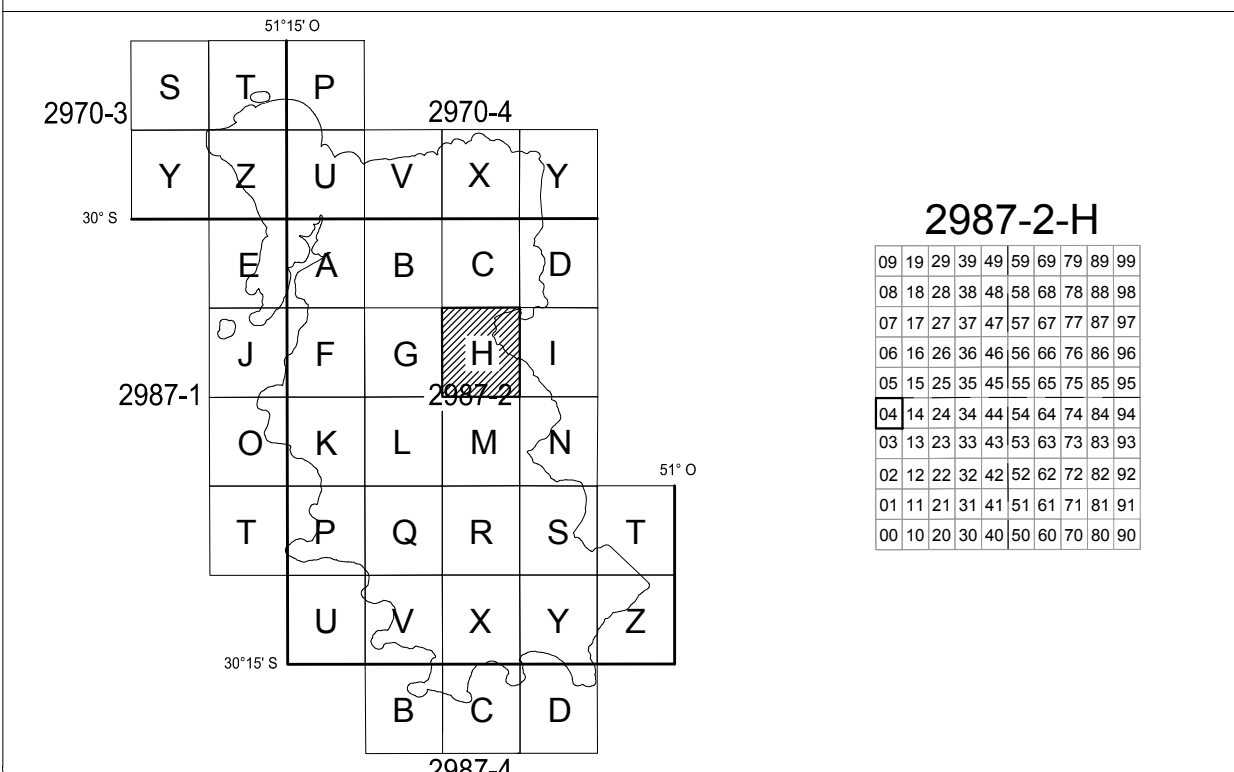 51°15' O
S T P
2970-3 2970-4
Y Z U V X Y
30° S
E A B C D
J F G H I
2987-1 2987-2
O K L M N
51° O
T P Q R S T
U V X Y Z
30°15' S
B C D
2987-4
2987-2-H
09 19 29 39 49 59 69 79 89 99
08 18 28 38 48 58 68 78 88 98
07 17 27 37 47 57 67 77 87 97
06 16 26 36 46 56 66 76 86 96
05 15 25 35 45 55 65 75 85 95
04 14 24 34 44 54 64 74 84 94
03 13 23 33 43 53 63 73 83 93
02 12 22 32 42 52 62 72 82 92
01 11 21 31 41 51 61 71 81 91
00 10 20 30 40 50 60 70 80 90